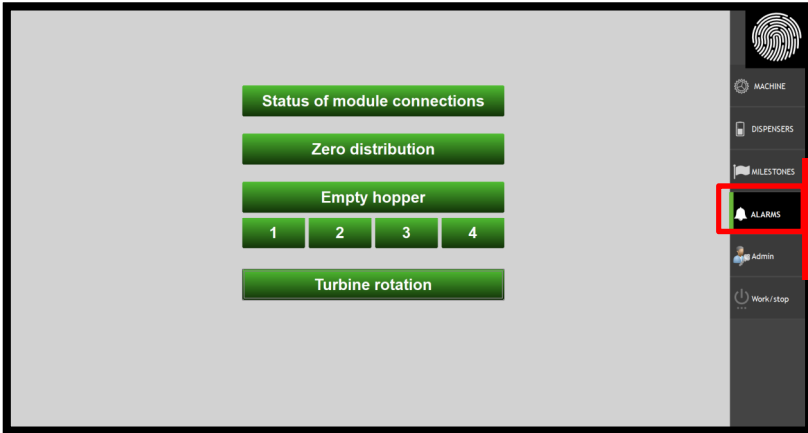 Status of module connections
Zero distribution
Empty hopper
1 2 3 4
Turbine rotation
MACHINE
DISPENSERS
MILESTONES
ALARMS
Admin
Work/stop